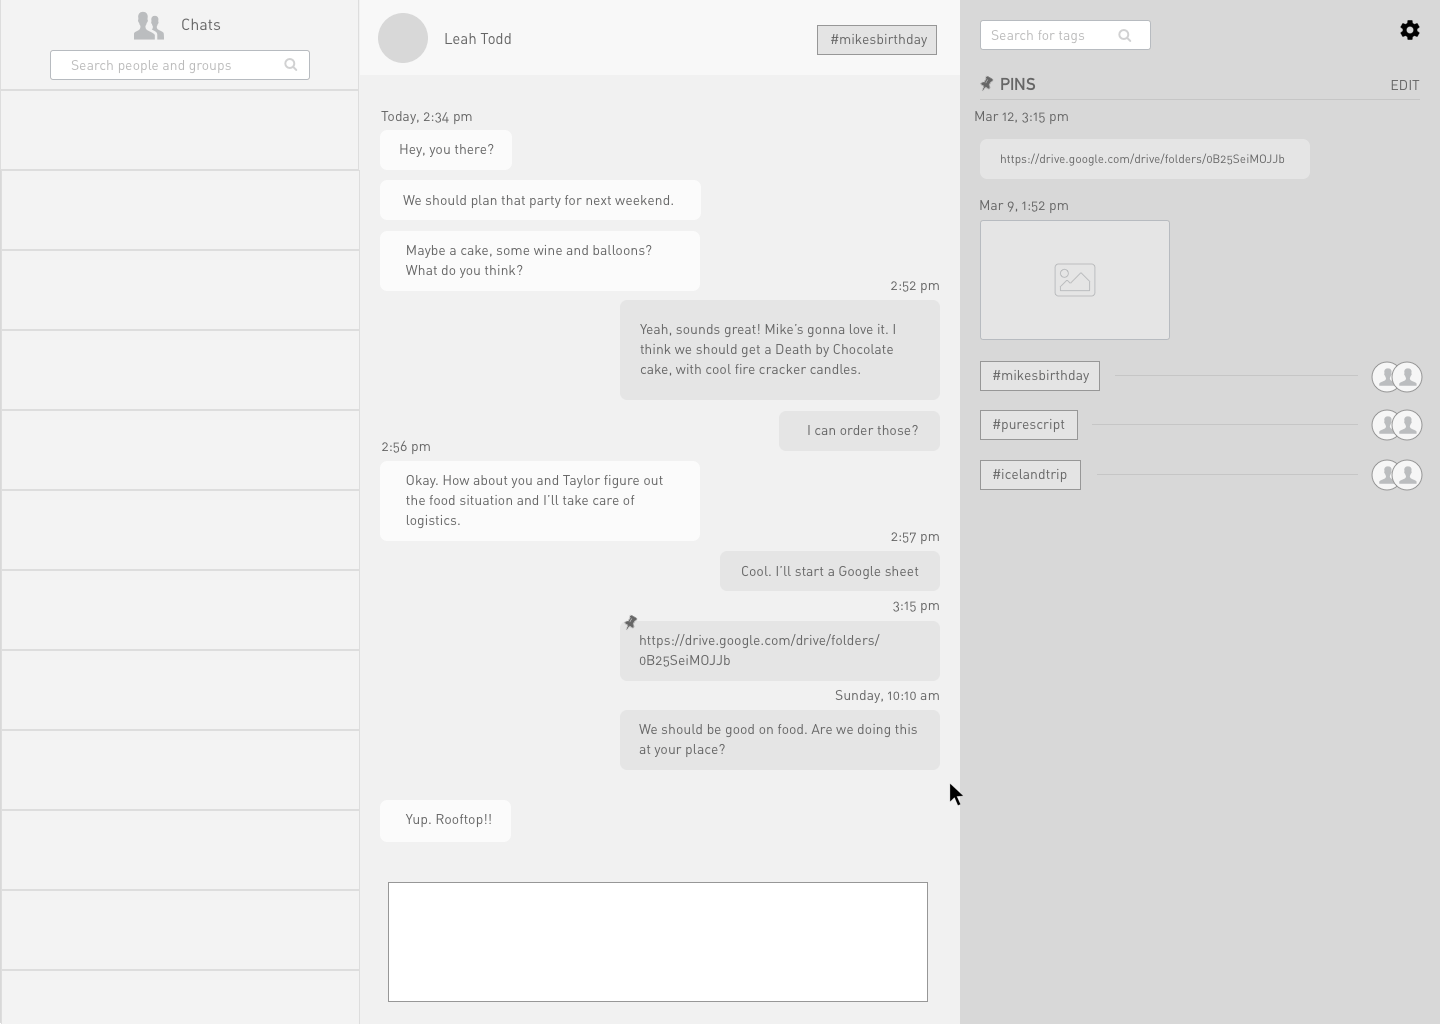 Chats
Search people and groups
Leah Todd
#mikesbirthday
Today, 2:34 pm
Hey, you there?
We should plan that party for next weekend.
Maybe a cake, some wine and balloons?
What do you think?
2:52 pm
Yeah, sounds great! Mike's gonna love it. I
think we should get a Death by Chocolate
cake, with cool fire cracker candles.
I can order those?
2:56 pm
Okay. How about you and Taylor figure out
the food situation and I'll take care of
logistics.
2:57 pm
Cool. I'll start a Google sheet
3:15 pm
https://drive.google.com/drive/folders/
0B25SeiMOJJb
Sunday, 10:10 am
We should be good on food. Are we doing this
at your place?
Yup. Rooftop!!
Search for tags
PINS
EDIT
Mar 12, 3:15 pm
https://drive.google.com/drive/folders/0B25SeiMOJJb
Mar 9, 1:52 pm
#mikesbirthday
#purescript
#icelandtrip